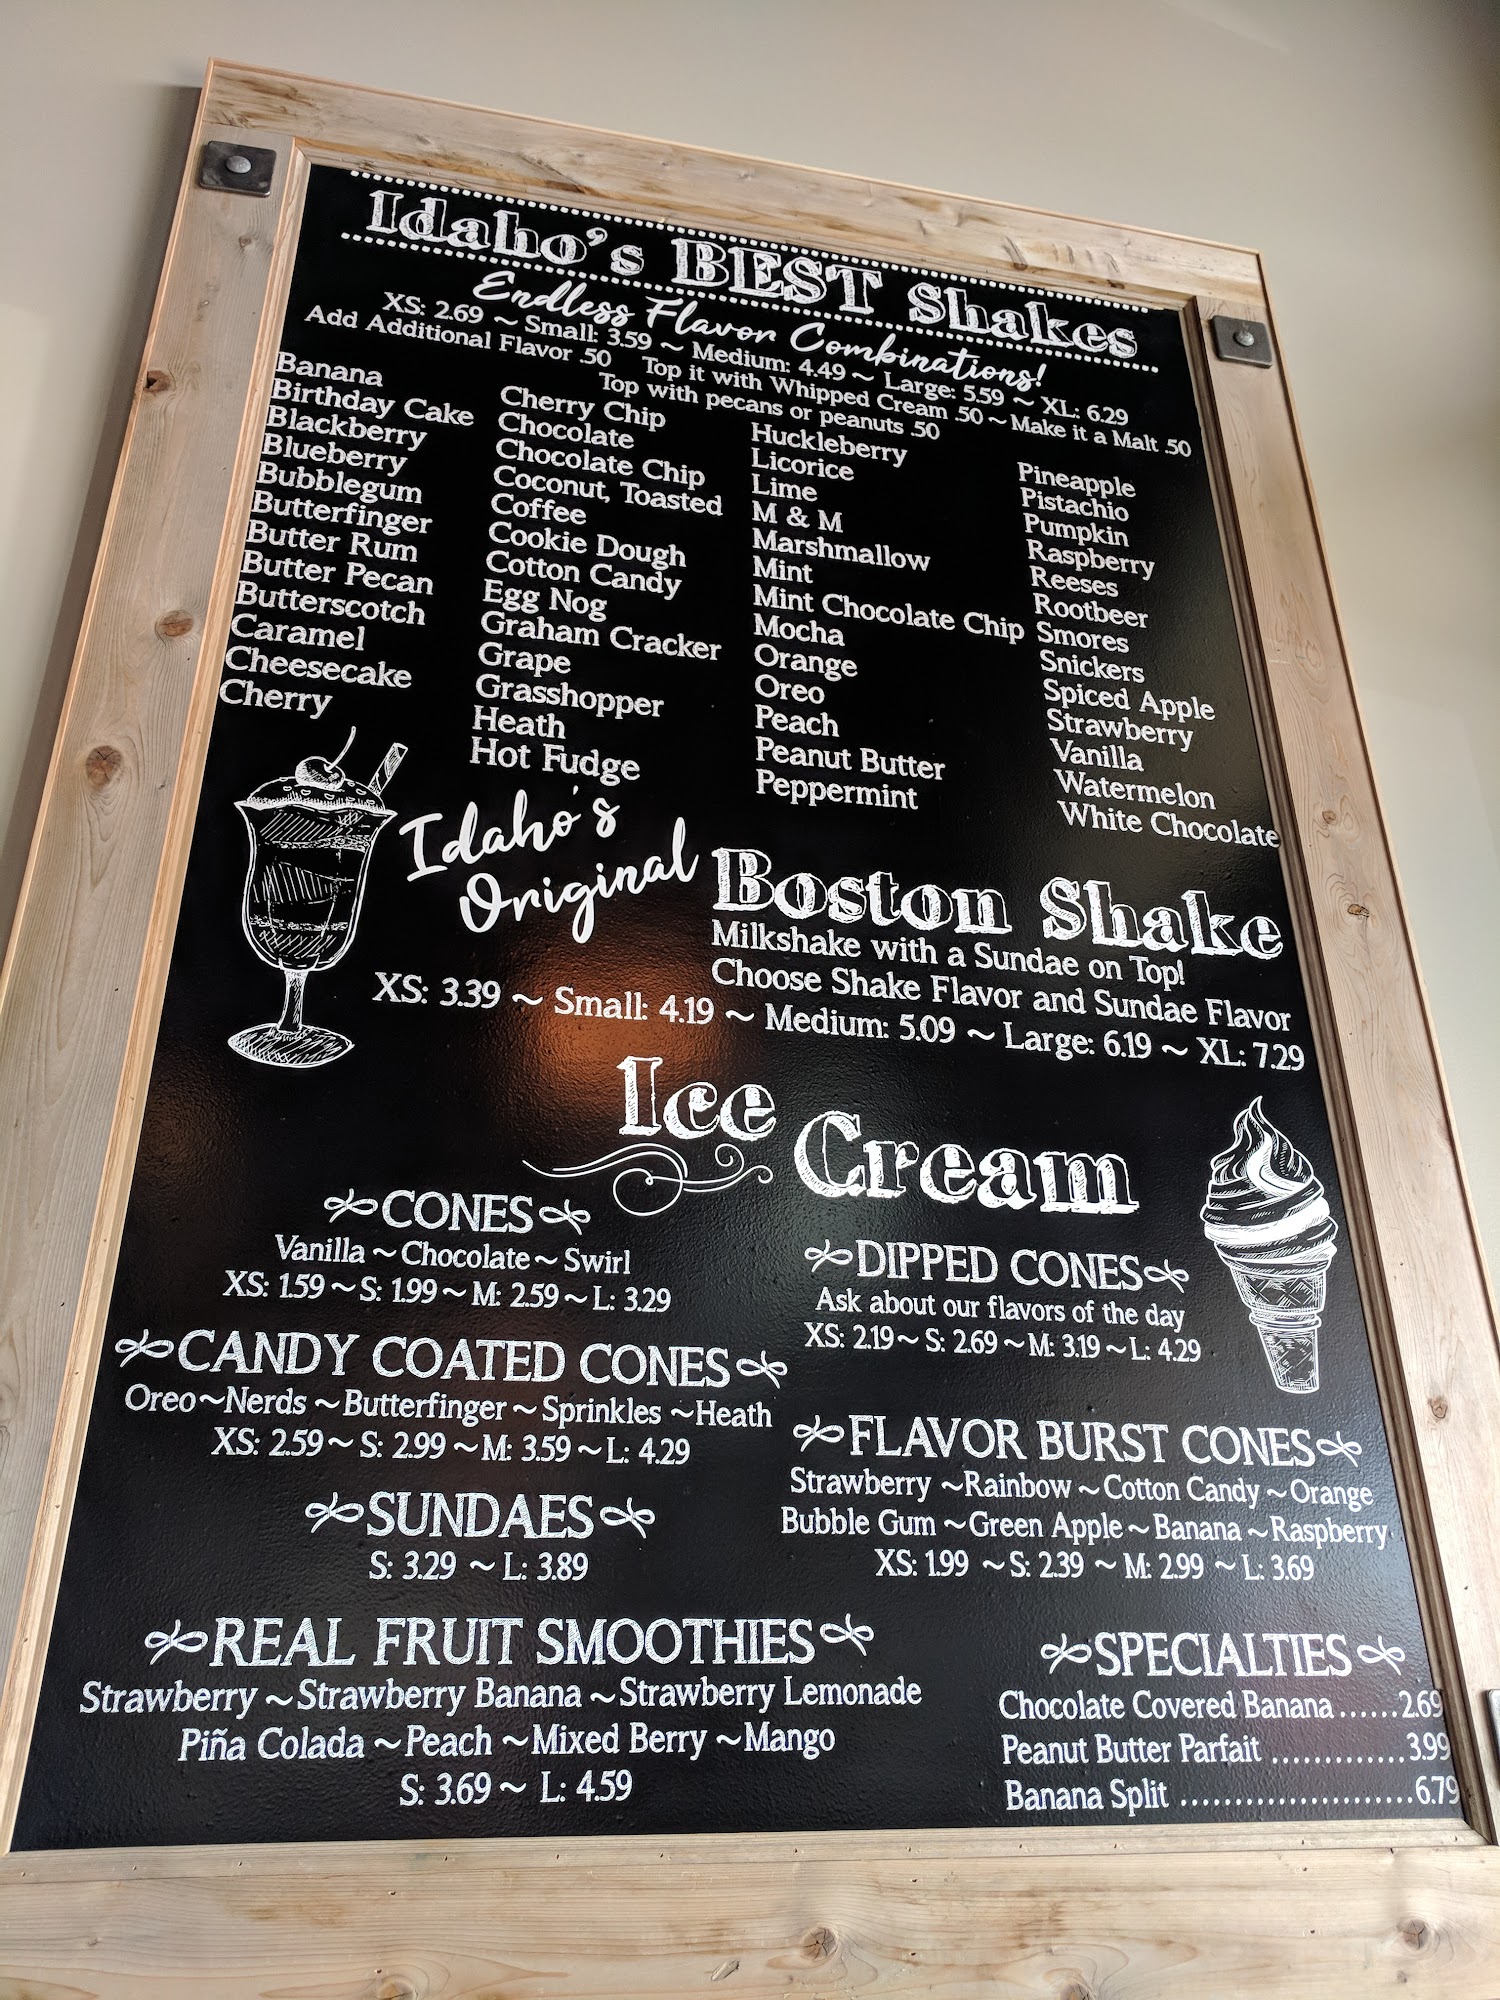 Idaho's BEST Shakes
Endless Flavor Combinations!
XS: 2.69 ~ Small: 3.59 ~ Medium: 4.49 ~ Large: 5.59 ~ XL: 6.29
Add Additional Flavor .50 Top it with Whipped Cream .50 ~ Make it a Malt .50
Top with pecans or peanuts .50
Banana
Birthday Cake
Blackberry
Blueberry
Bubblegum
Butterfinger
Butter Rum
Butter Pecan
Butterscotch
Caramel
Cheesecake
Cherry
Cherry Chip
Chocolate
Chocolate Chip
Coconut, Toasted
Coffee
Cookie Dough
Cotton Candy
Egg Nog
Graham Cracker
Grape
Grasshopper
Heath
Hot Fudge
Huckleberry
Licorice
Lime
M & M
Marshmallow
Mint
Mint Chocolate Chip
Mocha
Orange
Oreo
Peach
Peanut Butter
Peppermint
Pineapple
Pistachio
Pumpkin
Raspberry
Reeses
Rootbeer
Smores
Snickers
Spiced Apple
Strawberry
Vanilla
Watermelon
White Chocolate
Idaho's
Original
Boston Shake
Milkshake with a Sundae on Top!
Choose Shake Flavor and Sundae Flavor
XS: 3.39 ~ Small: 4.19 ~ Medium: 5.09 ~ Large: 6.19 ~ XL: 7.29
Ice Cream
CONES
Vanilla ~ Chocolate ~ Swirl
XS: 1.59 ~ S: 1.99 ~ M: 2.59 ~ L: 3.29
DIPPED CONES
Ask about our flavors of the day
XS: 2.19 ~ S: 2.69 ~ M: 3.19 ~ L: 4.29
CANDY COATED CONES
Oreo ~ Nerds ~ Butterfinger ~ Sprinkles ~ Heath
XS: 2.59 ~ S: 2.99 ~ M: 3.59 ~ L: 4.29
FLAVOR BURST CONES
Strawberry ~ Rainbow ~ Cotton Candy ~ Orange
Bubble Gum ~ Green Apple ~ Banana ~ Raspberry
XS: 1.99 ~ S: 2.39 ~ M: 2.99 ~ L: 3.69
SUNDAES
S: 3.29 ~ L: 3.89
REAL FRUIT SMOOTHIES
Strawberry ~ Strawberry Banana ~ Strawberry Lemonade
Piña Colada ~ Peach ~ Mixed Berry ~ Mango
S: 3.69 ~ L: 4.59
SPECIALTIES
Chocolate Covered Banana ...... 2.69
Peanut Butter Parfait ............. 3.99
Banana Split ....................... 6.79